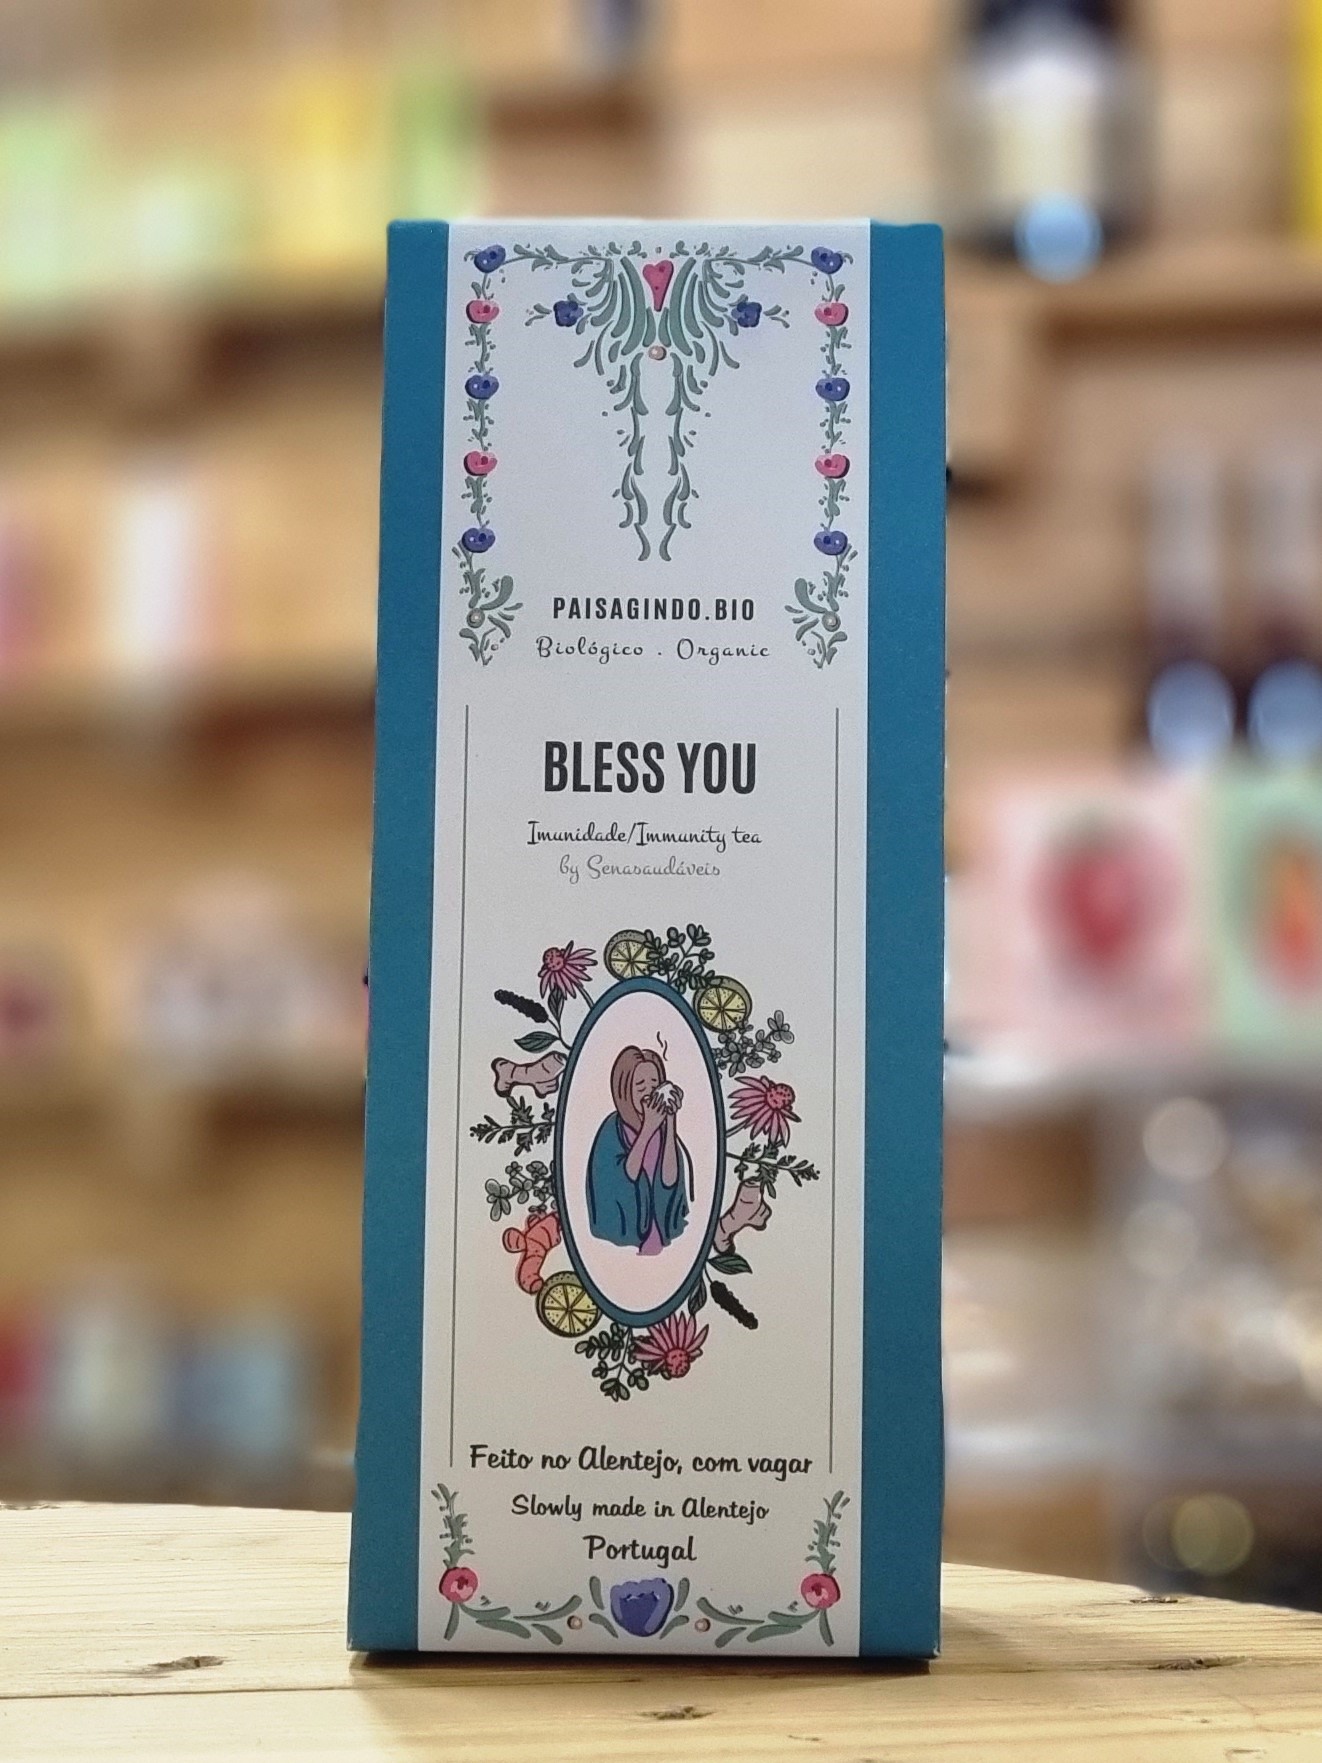 PAISAGINDO.BIO
Biológico . Organic
BLESS YOU
Imunidade/Immunity tea
by Senasaudáveis
Feito no Alentejo, com vagar
Slowly made in Alentejo
Portugal